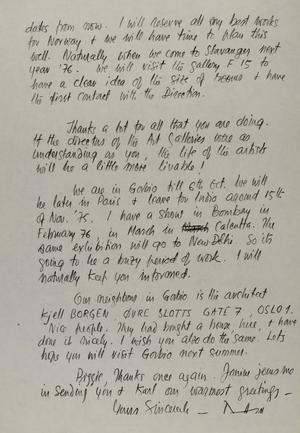 dates from now. I will reserve all my best works
for Norway & we will have time to plan this
well. Naturally when we come to Stavanger next
year '76. We will visit the Gallery F 15 to
have a clear idea of the size of rooms & have
the first contact with the Direction.
Thanks a lot for all that you are doing.
If the directors of the Art Galleries were as
understanding as you, the life of the artists
will be a little more livable!
We are in Gorbio till 6th Oct. We will
be later in Paris & leave for India around 15th
of Nov. '75. I have a show in Bombay in
February 76, in March in Calcutta. The
same exhibition will go to New Delhi. So its
going to be a busy period of work. I will
naturally keep you informed.
Our neighbour in Gorbio is the architect
Kjell BORGEN, ÖVRE SLOTTS GATE 7, OSLO 1.
Nice people. They had bought a house, here, & have
done it nicely. I wish you also do the same. Lets
hope you will visit Gorbio next summer.
Thanks once again. Janine joins me
in sending you & Kurt our warmest greetings –
Yours Sincerely –